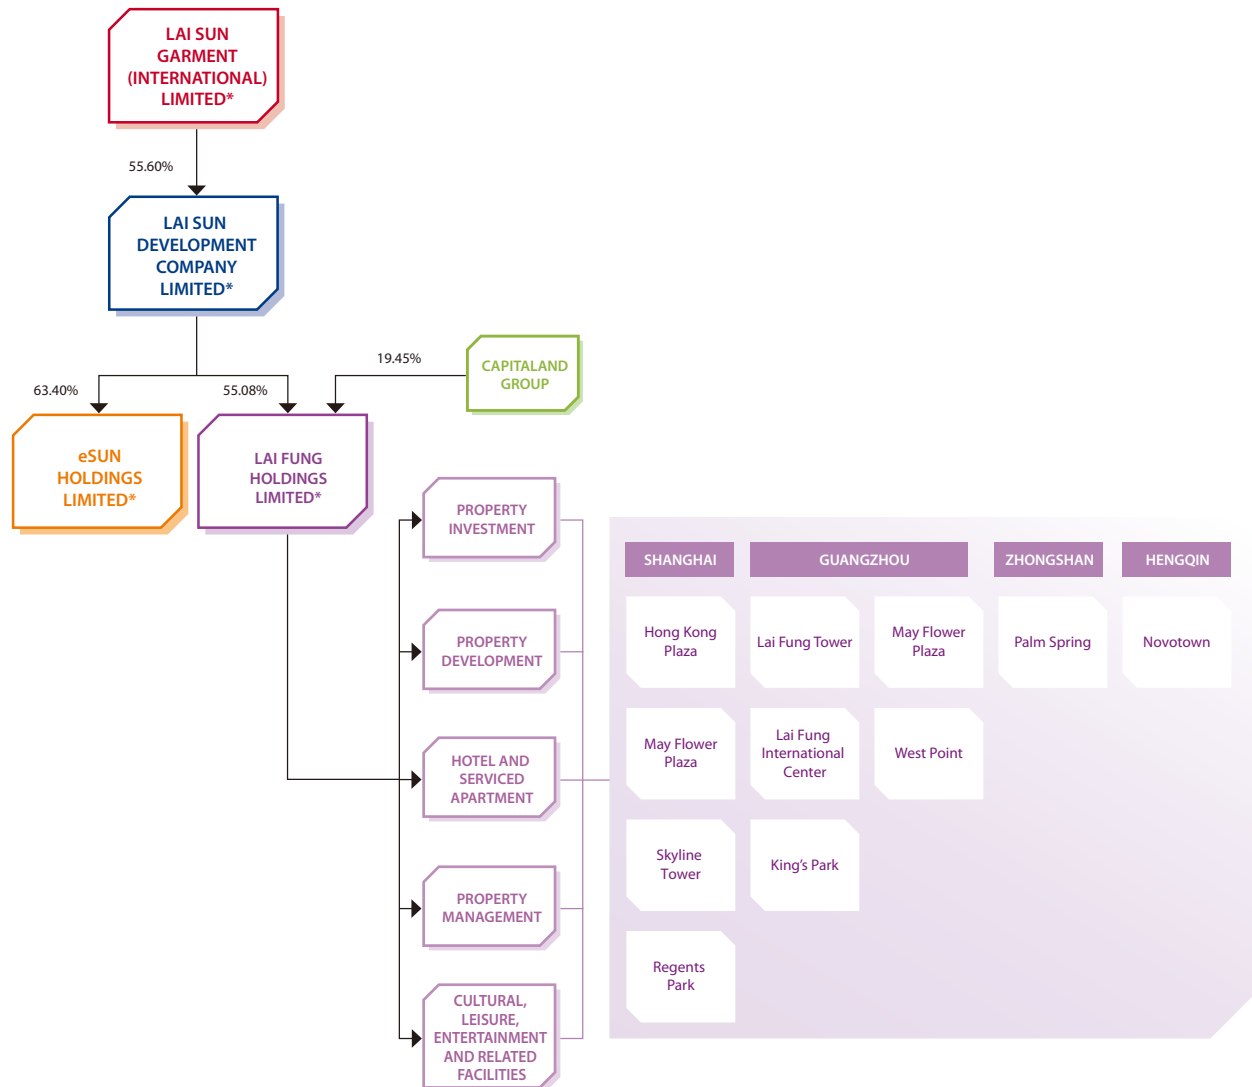 LAI SUN
GARMENT
(INTERNATIONAL)
LIMITED*
55.60%
LAI SUN
DEVELOPMENT
COMPANY
LIMITED*
19.45%
CAPITALAND
GROUP
63.40%
55.08%
eSUN
HOLDINGS
LIMITED*
LAI FUNG
HOLDINGS
LIMITED*
PROPERTY
INVESTMENT
PROPERTY
DEVELOPMENT
HOTEL AND
SERVICED
APARTMENT
PROPERTY
MANAGEMENT
CULTURAL,
LEISURE,
ENTERTAINMENT
AND RELATED
FACILITIES
SHANGHAI
Hong Kong
Plaza
May Flower
Plaza
Skyline
Tower
Regents
Park
GUANGZHOU
Lai Fung Tower
May Flower
Plaza
Lai Fung
International
Center
West Point
King's Park
ZHONGSHAN
Palm Spring
HENGQIN
Novotown